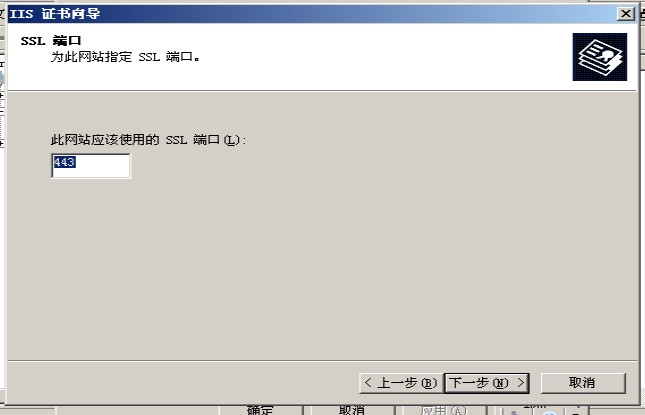 IIS 证书向导
SSL 端口
为此网站指定 SSL 端口。
此网站应该使用的 SSL 端口(L):
443
< 上一步(B) 下一步(N) > 取消
确定 取消 应用(A)